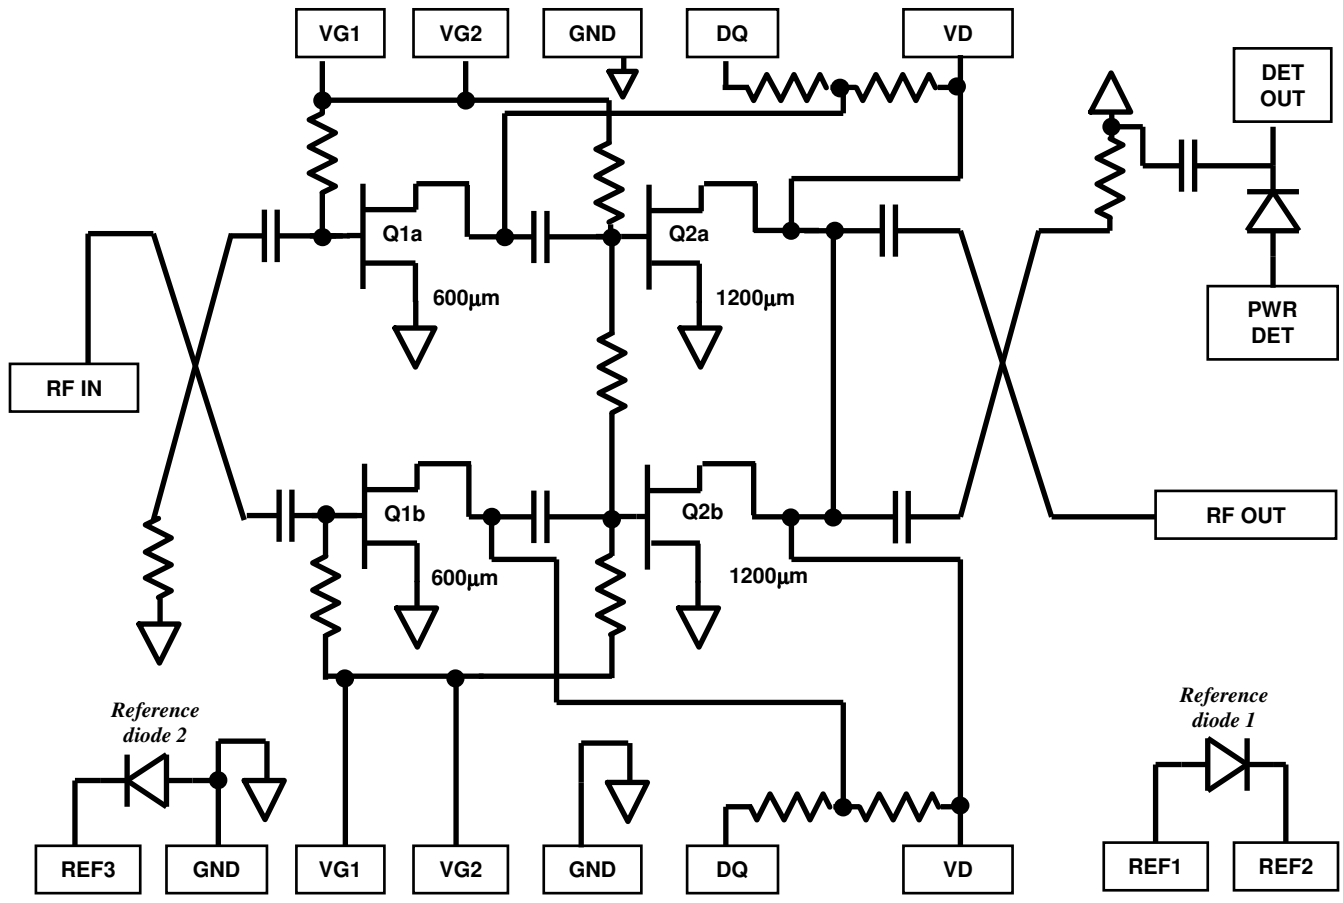 VG1
VG2
GND
DQ
VD
DET
OUT
Q1a
Q2a
600μm
1200μm
PWR
DET
RF IN
Q1b
Q2b
RF OUT
600μm
1200μm
Reference
diode 2
Reference
diode 1
REF3
GND
VG1
VG2
GND
DQ
VD
REF1
REF2